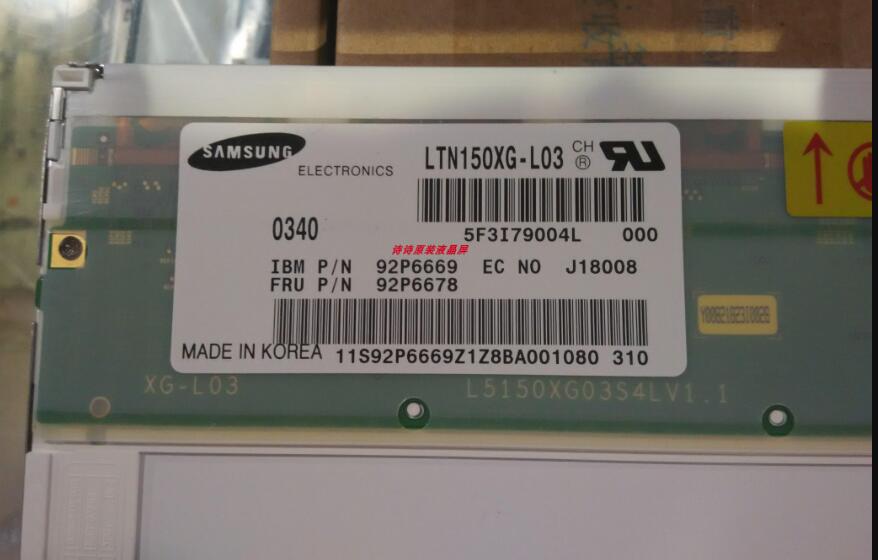 SAMSUNG ELECTRONICS LTN150XG-L03 CH ®
0340 5F3I79004L 000
诗诗原装液晶屏
IBM P/N 92P6669 EC NO J18008
FRU P/N 92P6678
MADE IN KOREA 11S92P6669Z1Z8BA001080 310
XG-L03 L5150XG03S4LV1.1